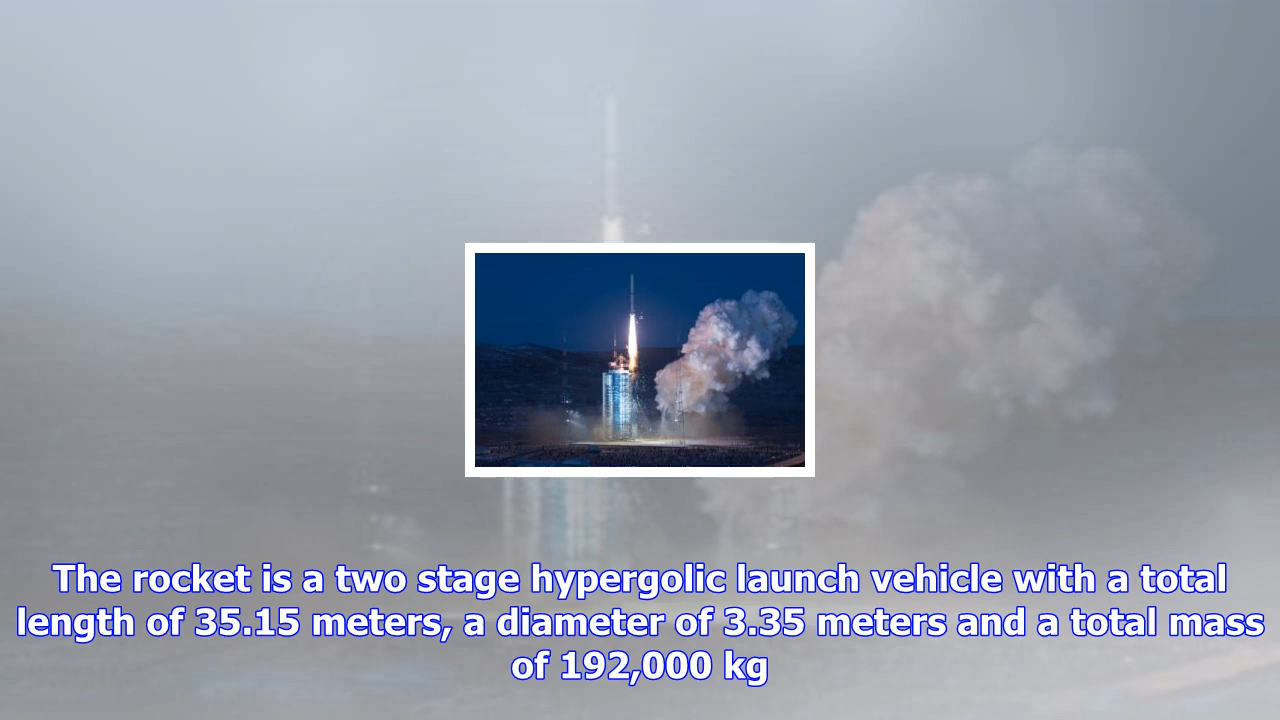 The rocket is a two stage hypergolic launch vehicle with a total
length of 35.15 meters, a diameter of 3.35 meters and a total mass
of 192,000 kg